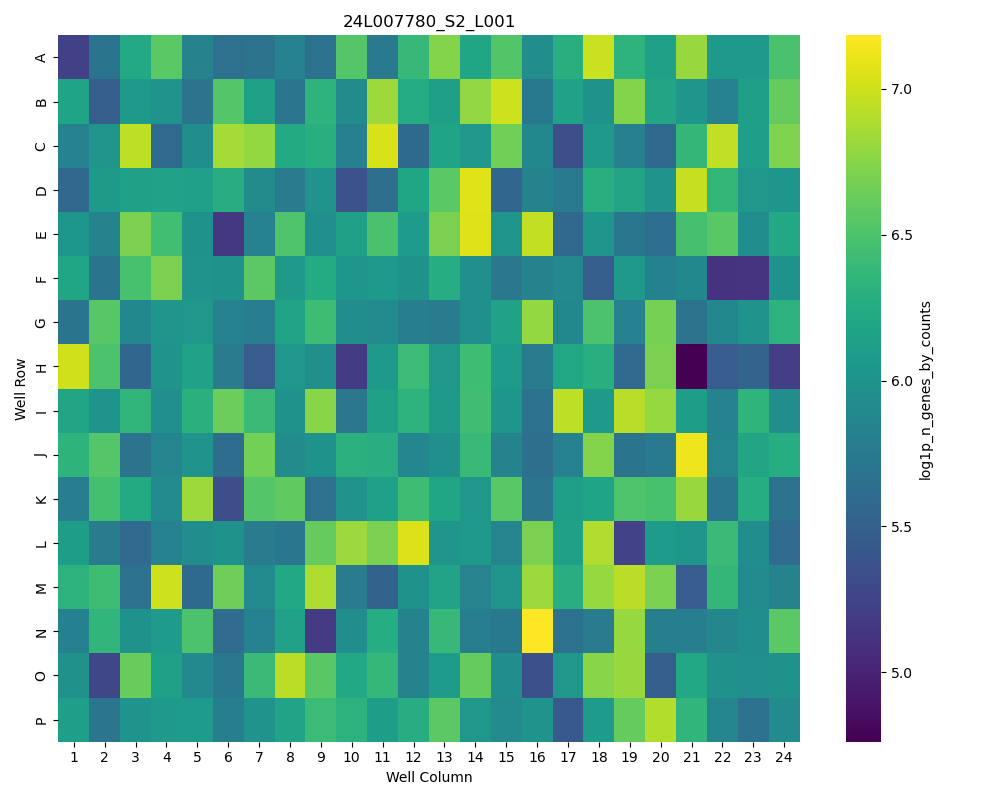 24L007780_S2_L001
A
B
C
D
E
F
G
H
I
J
K
L
M
N
O
P
Well Row
1 2 3 4 5 6 7 8 9 10 11 12 13 14 15 16 17 18 19 20 21 22 23 24
Well Column
7.0
6.5
6.0
5.5
5.0
log1p_n_genes_by_counts